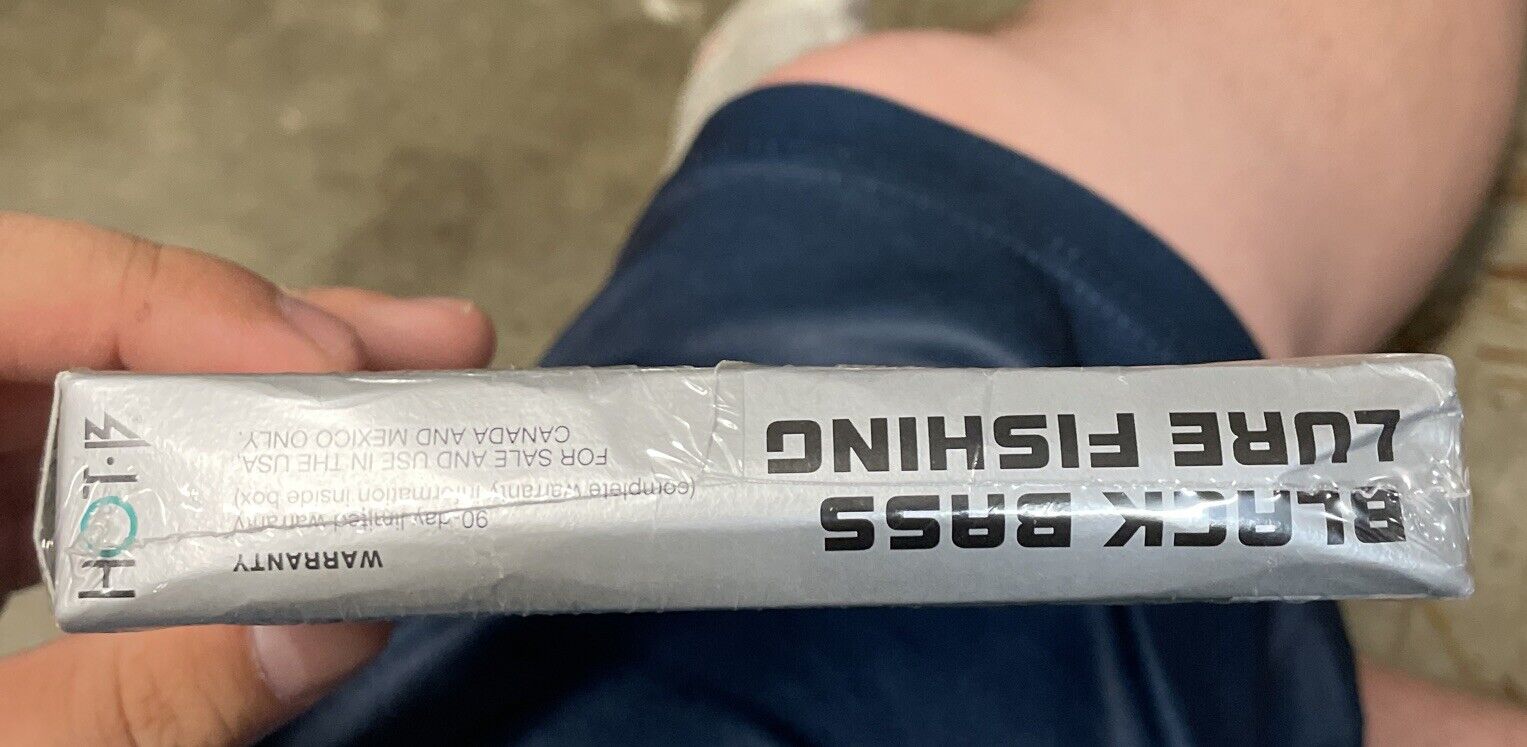 BLACK BASS
LURE FISHING
WARRANTY
90-day limited warranty
(complete warranty information inside box)
FOR SALE AND USE IN THE USA,
CANADA AND MEXICO ONLY.
HOT·B